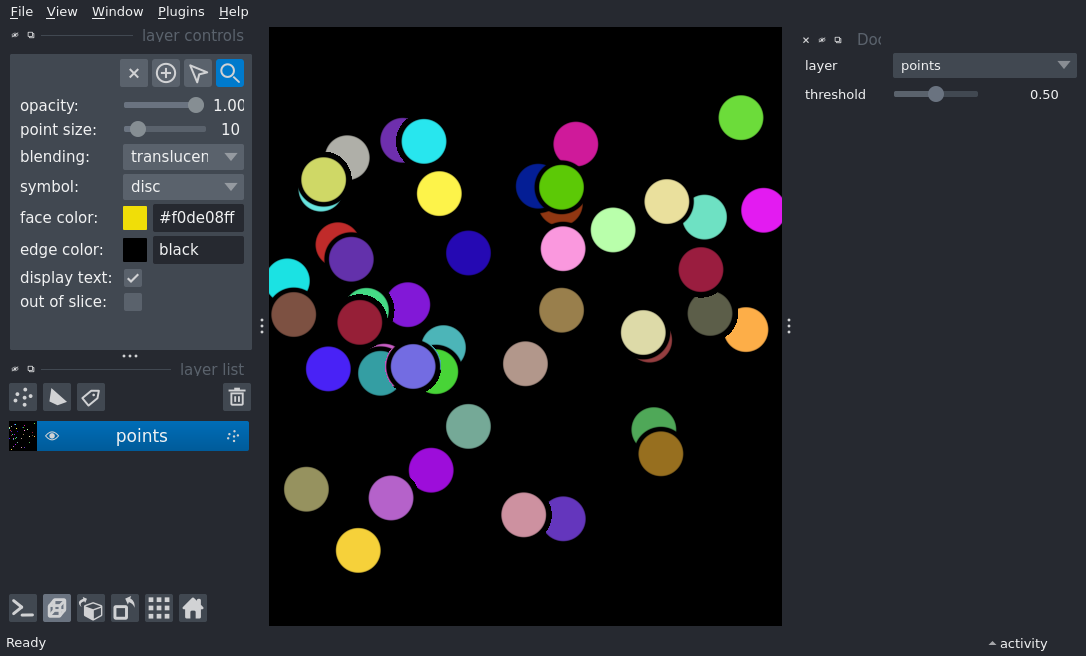 File View Window Plugins Help
layer controls
opacity: 1.00
point size: 10
blending: translucen
symbol: disc
face color: #f0de08ff
edge color: black
display text:
out of slice:
layer list
points
Doc
layer points
threshold 0.50
Ready
activity